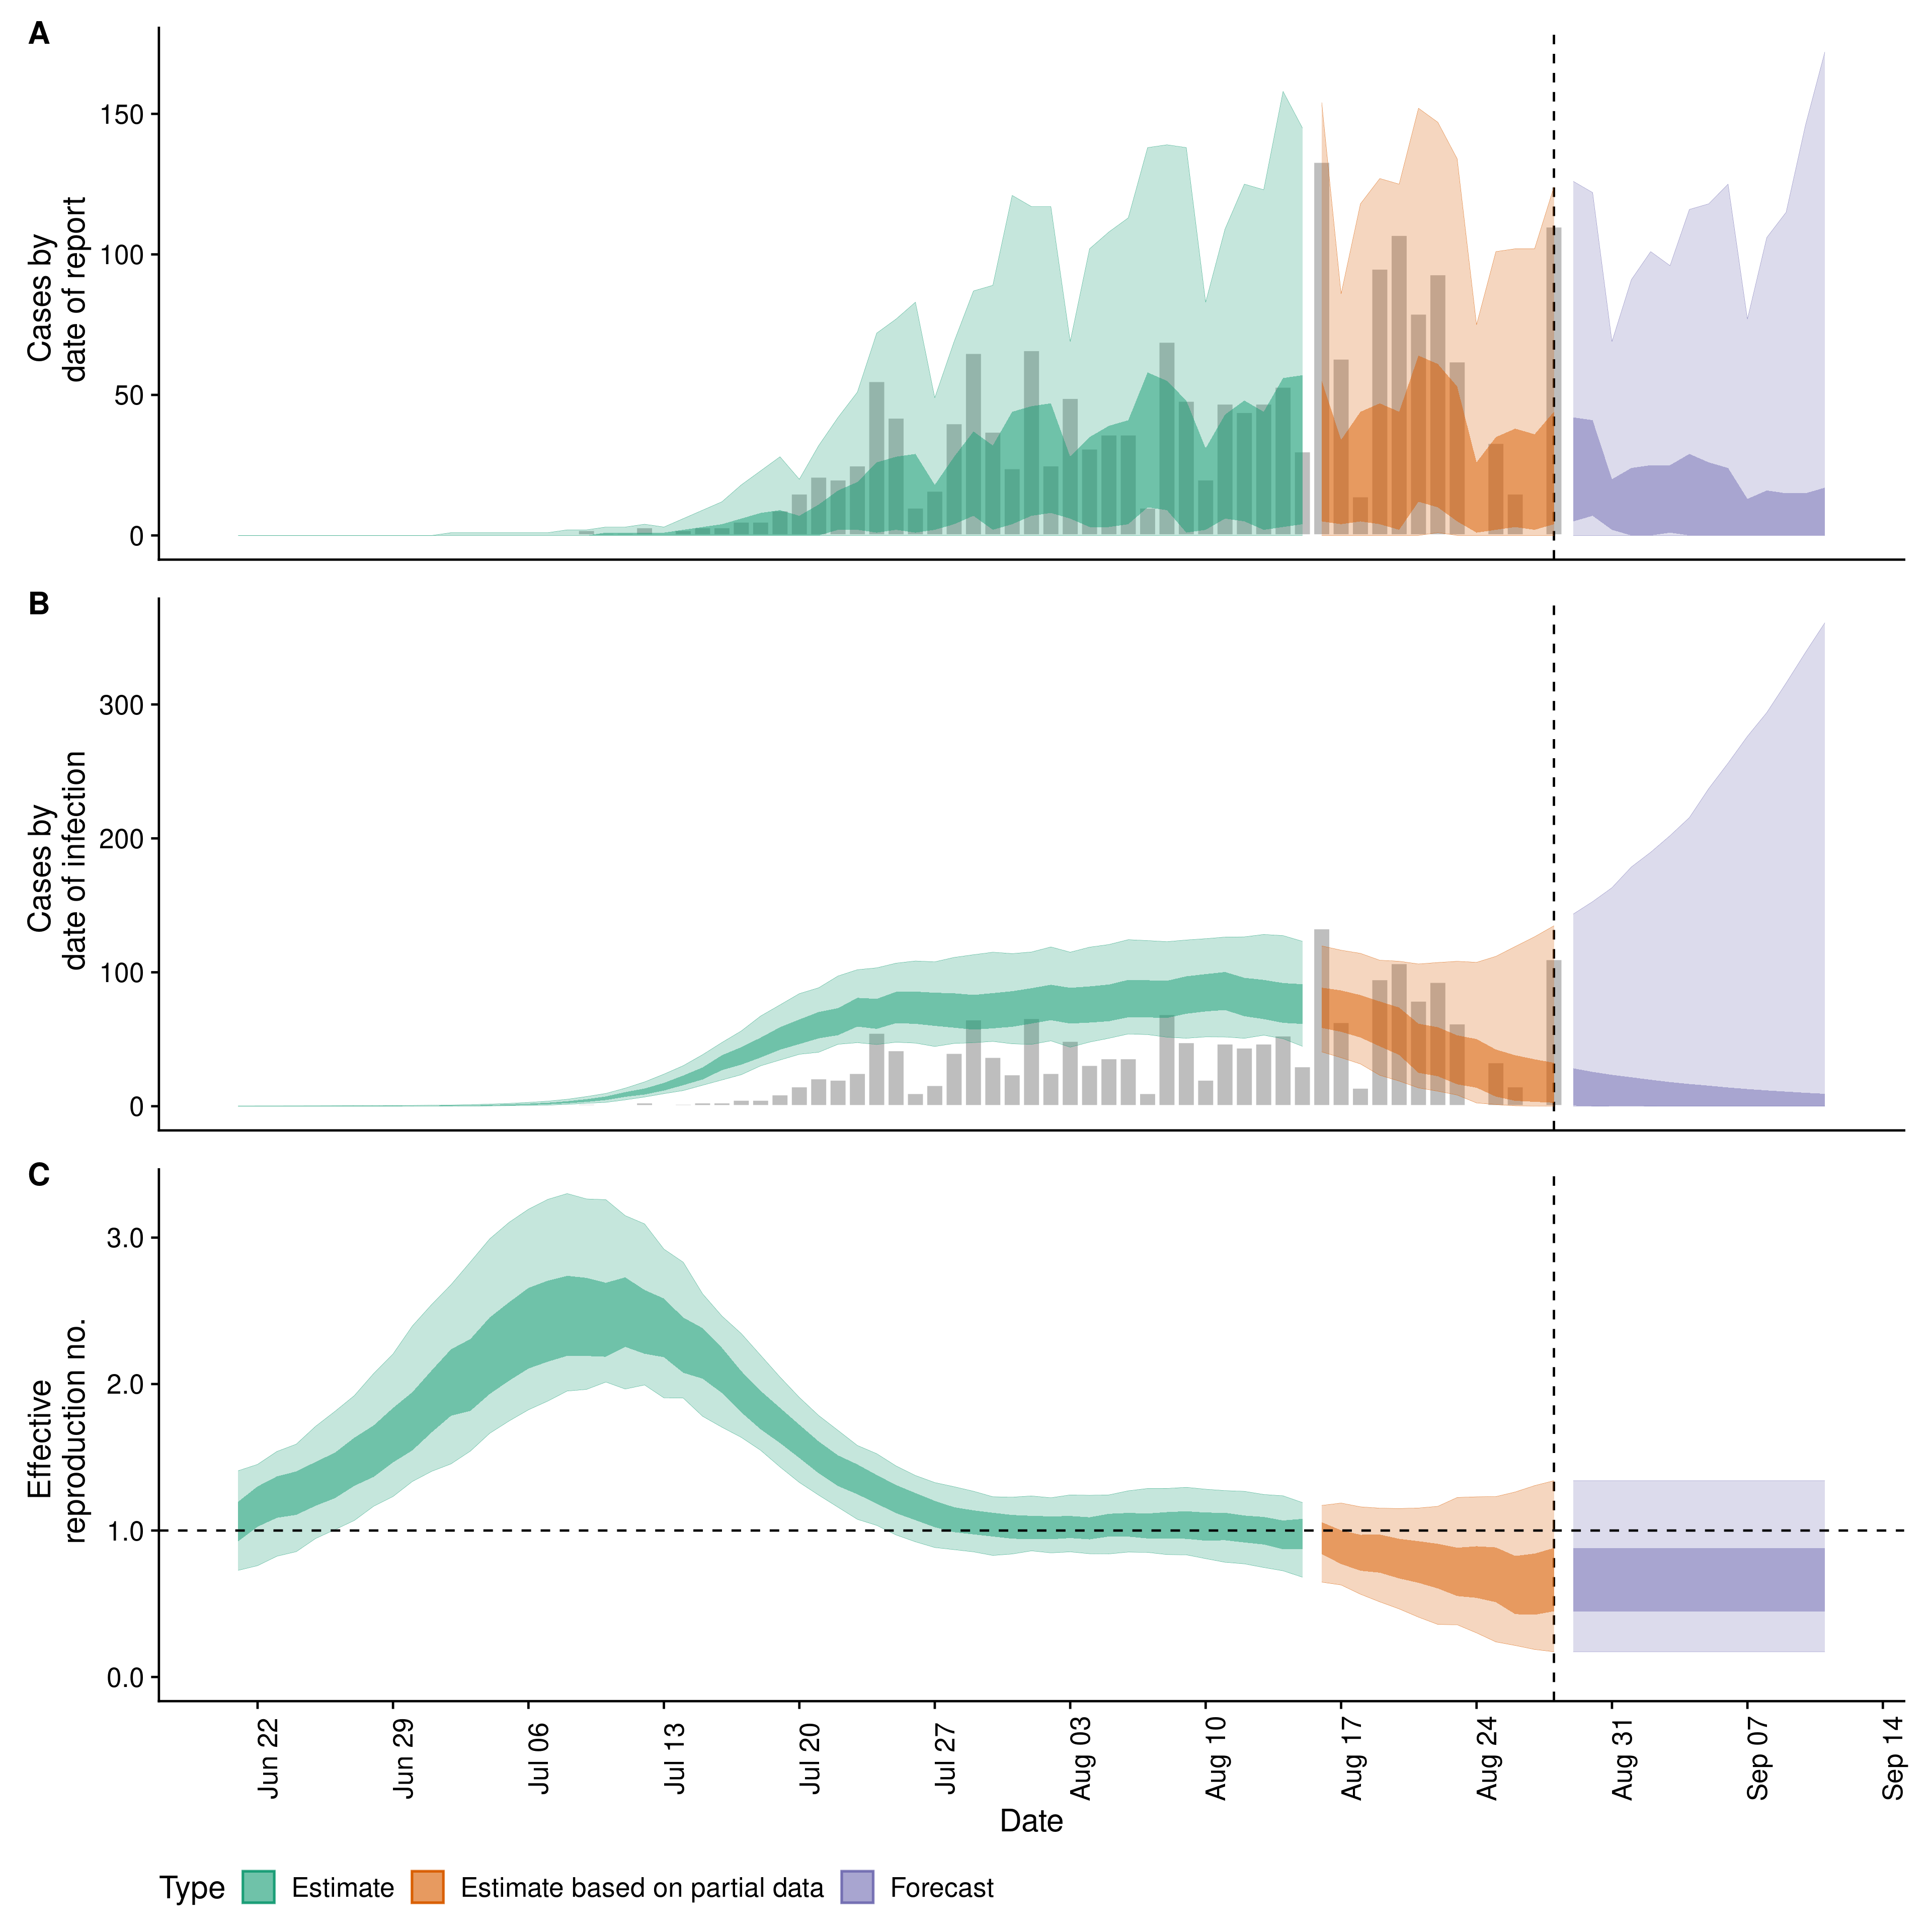 A
Cases by
date of report
150
100
50
0
B
Cases by
date of infection
300
200
100
0
C
Effective
reproduction no.
3.0
2.0
1.0
0.0
Jun 22
Jun 29
Jul 06
Jul 13
Jul 20
Jul 27
Aug 03
Aug 10
Aug 17
Aug 24
Aug 31
Sep 07
Sep 14
Date
Type Estimate Estimate based on partial data Forecast